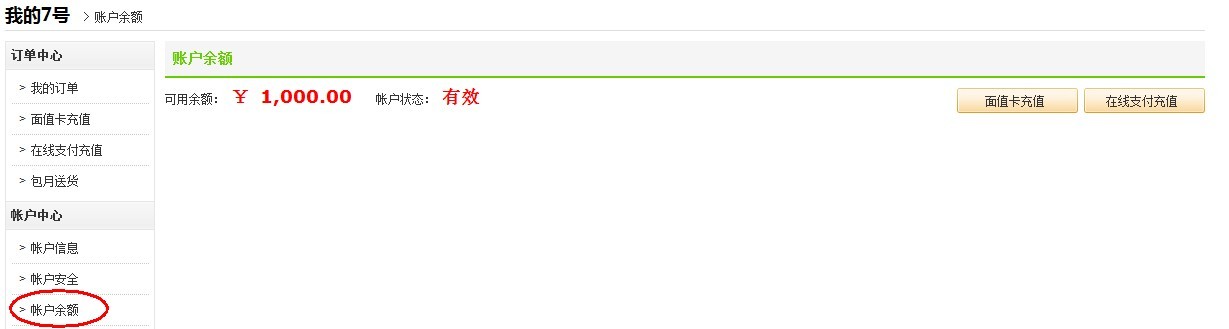 我的7号 > 账户余额
订单中心
> 我的订单
> 面值卡充值
> 在线支付充值
> 包月送货
帐户中心
> 帐户信息
> 帐户安全
> 帐户余额
账户余额
可用余额： ￥ 1,000.00 帐户状态： 有效
面值卡充值 在线支付充值